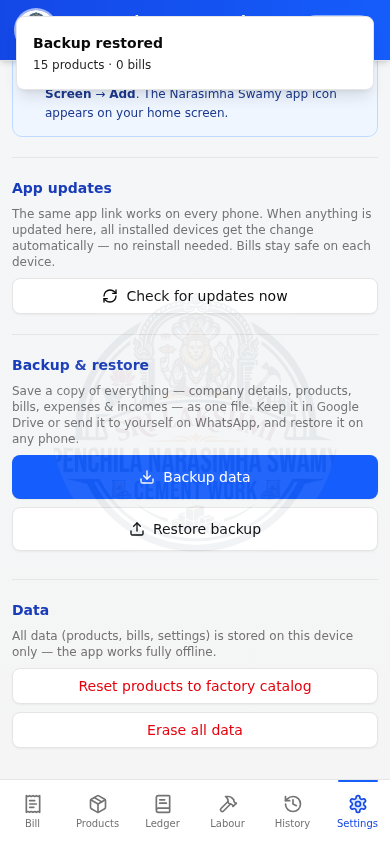 Backup restored
15 products · 0 bills
Screen → Add. The Narasimha Swamy app icon
appears on your home screen.
App updates
The same app link works on every phone. When anything is
updated here, all installed devices get the change
automatically — no reinstall needed. Bills stay safe on each
device.
Check for updates now
Backup & restore
Save a copy of everything — company details, products,
bills, expenses & incomes — as one file. Keep it in Google
Drive or send it to yourself on WhatsApp, and restore it on
any phone.
PENCHILA NARASIMHA SWAMY
Backup data
CEMENT WORK
Restore backup
Data
All data (products, bills, settings) is stored on this device
only — the app works fully offline.
Reset products to factory catalog
Erase all data
Bill
Products
Ledger
Labour
History
Settings